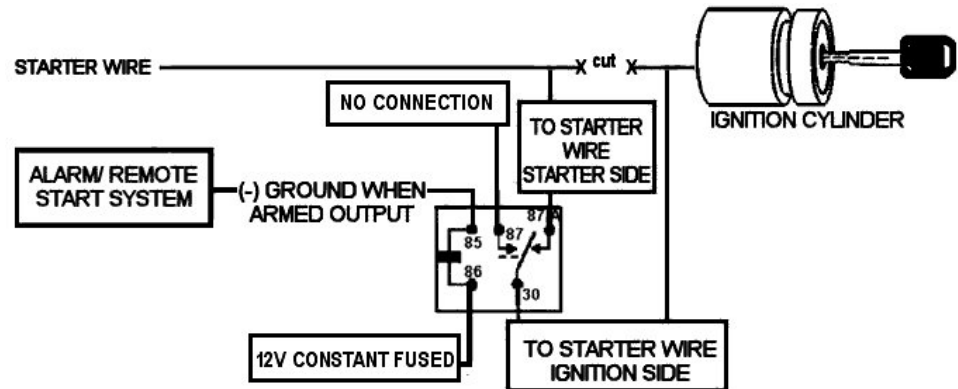 STARTER WIRE
cut
IGNITION CYLINDER
NO CONNECTION
TO STARTER
WIRE
STARTER SIDE
ALARM/ REMOTE
START SYSTEM
(-) GROUND WHEN
ARMED OUTPUT
87A
85
87
86
30
12V CONSTANT FUSED
TO STARTER WIRE
IGNITION SIDE